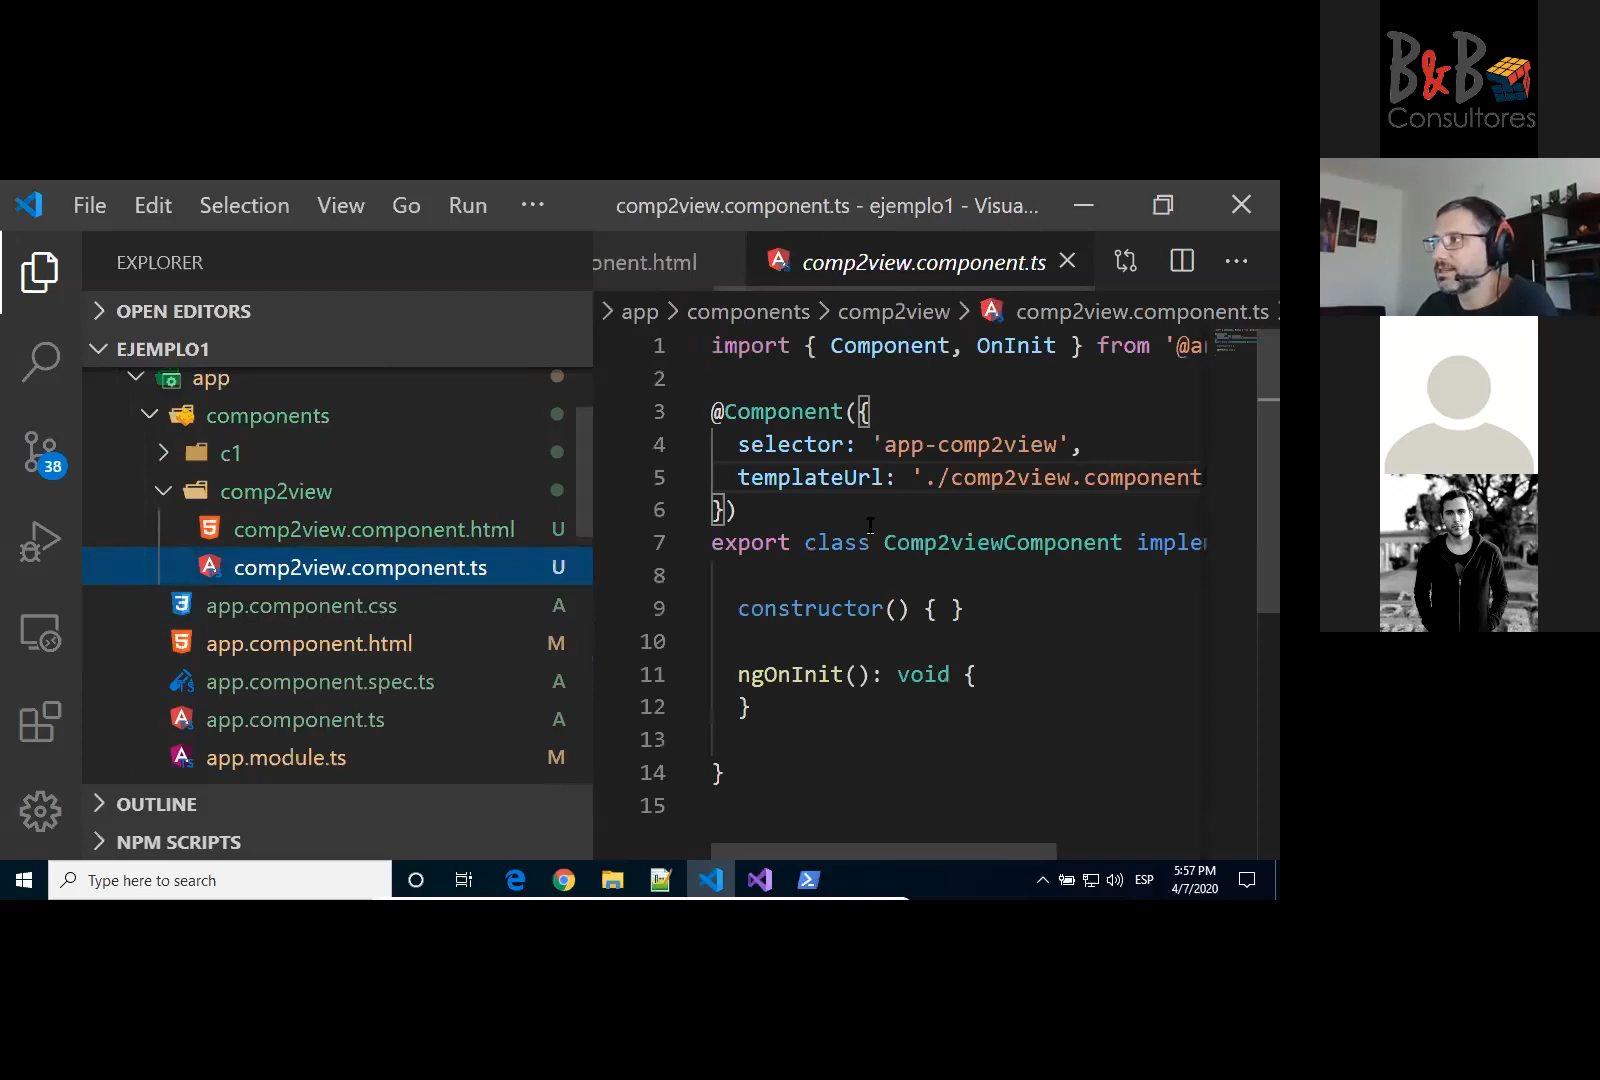 B&B
Consultores
File Edit Selection View Go Run ··· comp2view.component.ts - ejemplo1 - Visua...
EXPLORER
onent.html
comp2view.component.ts
OPEN EDITORS
app > components > comp2view > comp2view.component.ts
EJEMPLO1
app
components
c1
comp2view
comp2view.component.html U
comp2view.component.ts U
app.component.css A
app.component.html M
app.component.spec.ts A
app.component.ts A
app.module.ts M
OUTLINE
NPM SCRIPTS
38
1 import { Component, OnInit } from '@a
2
3 @Component({
4 selector: 'app-comp2view',
5 templateUrl: './comp2view.component
6 })
7 export class Comp2viewComponent imple
8
9 constructor() { }
10
11 ngOnInit(): void {
12 }
13
14 }
15
Type here to search
ESP
5:57 PM
4/7/2020